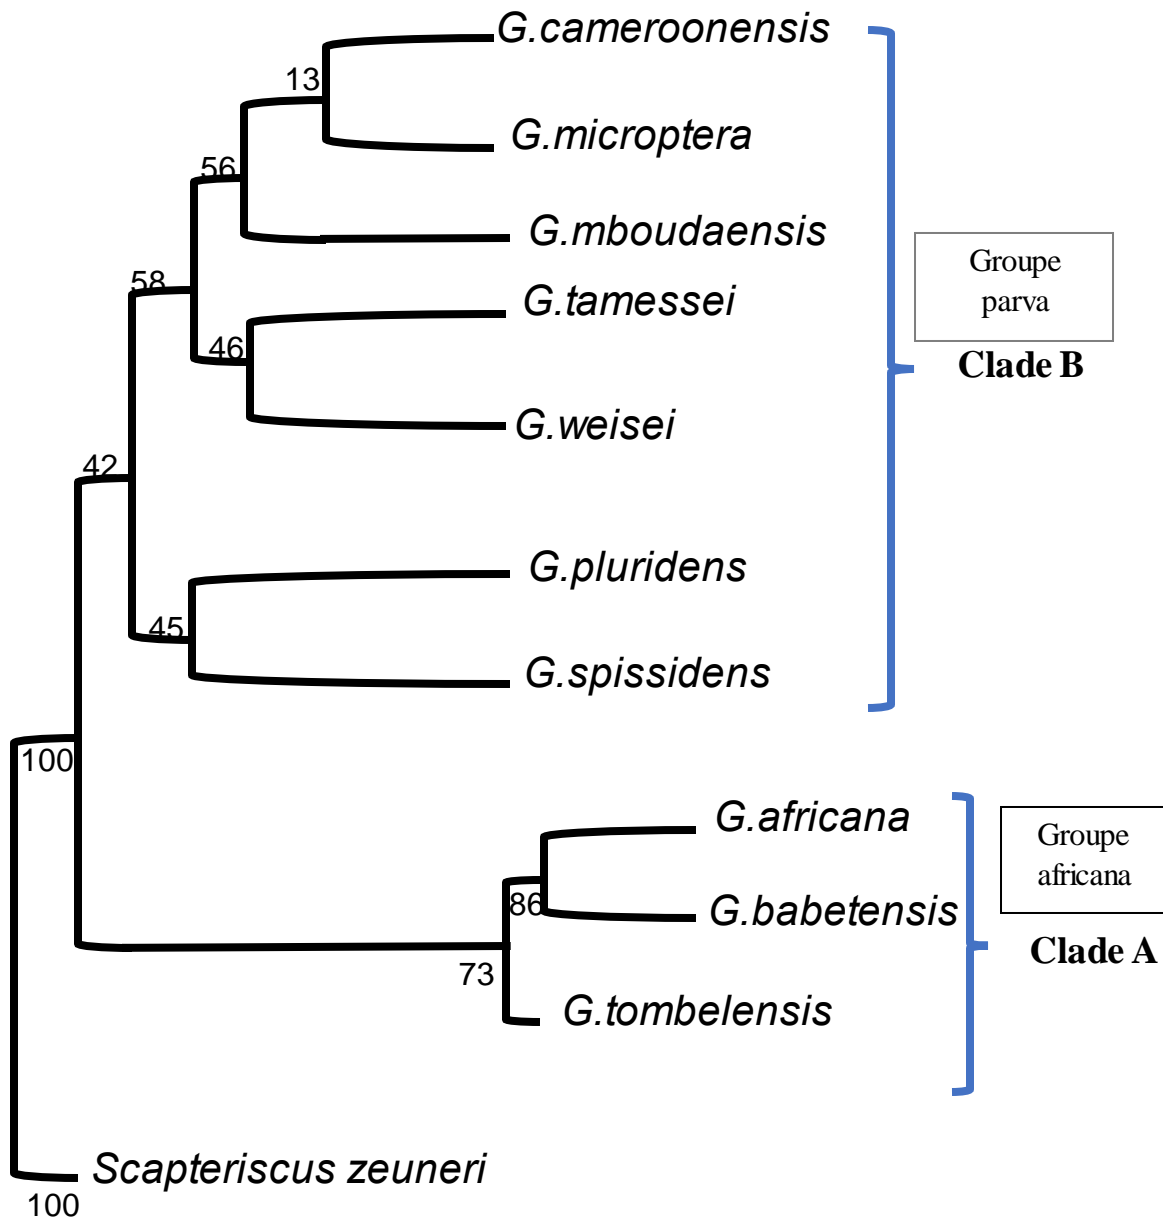 G.cameroonensis
13
G.microptera
56
G.mboudaensis
Groupe
parva
58
G.tamessei
46
Clade B
G.weisei
42
G.pluridens
45
G.spissidens
100
G.africana
Groupe
africana
86
G.babetensis
Clade A
73
G.tombelensis
Scapteriscus zeuneri
100